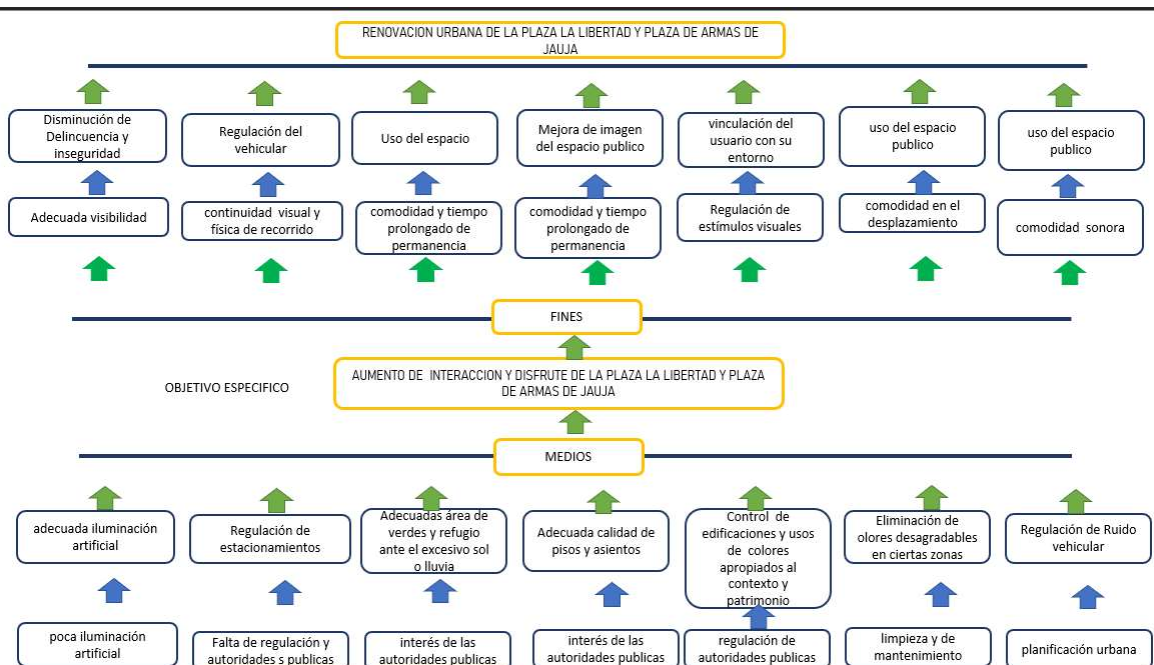 RENOVACION URBANA DE LA PLAZA LA LIBERTAD Y PLAZA DE ARMAS DE
JAUJA
Disminución de
Delincuencia y
inseguridad
Regulación del
vehicular
Uso del espacio
Mejora de imagen
del espacio publico
vinculación del
usuario con su
entorno
uso del espacio
publico
uso del espacio
publico
Adecuada visibilidad
continuidad visual y
física de recorrido
comodidad y tiempo
prolongado de
permanencia
comodidad y tiempo
prolongado de
permanencia
Regulación de
estímulos visuales
comodidad en el
desplazamiento
comodidad sonora
FINES
OBJETIVO ESPECIFICO
AUMENTO DE INTERACCION Y DISFRUTE DE LA PLAZA LA LIBERTAD Y PLAZA
DE ARMAS DE JAUJA
MEDIOS
adecuada iluminación
artificial
Regulación de
estacionamientos
Adecuadas área de
verdes y refugio
ante el excesivo sol
o lluvia
Adecuada calidad de
pisos y asientos
Control de
edificaciones y usos
de colores
apropiados al
contexto y
patrimonio
Eliminación de
olores desagradables
en ciertas zonas
Regulación de Ruido
vehicular
poca iluminación
artificial
Falta de regulación y
autoridades s publicas
interés de las
autoridades publicas
interés de las
autoridades publicas
regulación de
autoridades publicas
limpieza y de
mantenimiento
planificación urbana